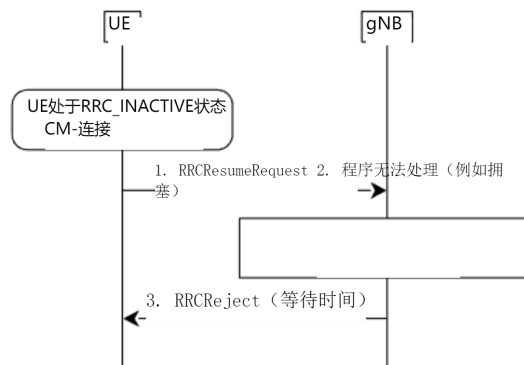 UE
gNB
UE处于RRC_INACTIVE状态
CM-连接
1. RRCResumeRequest 2. 程序无法处理（例如拥
塞）
3. RRCReject（等待时间）